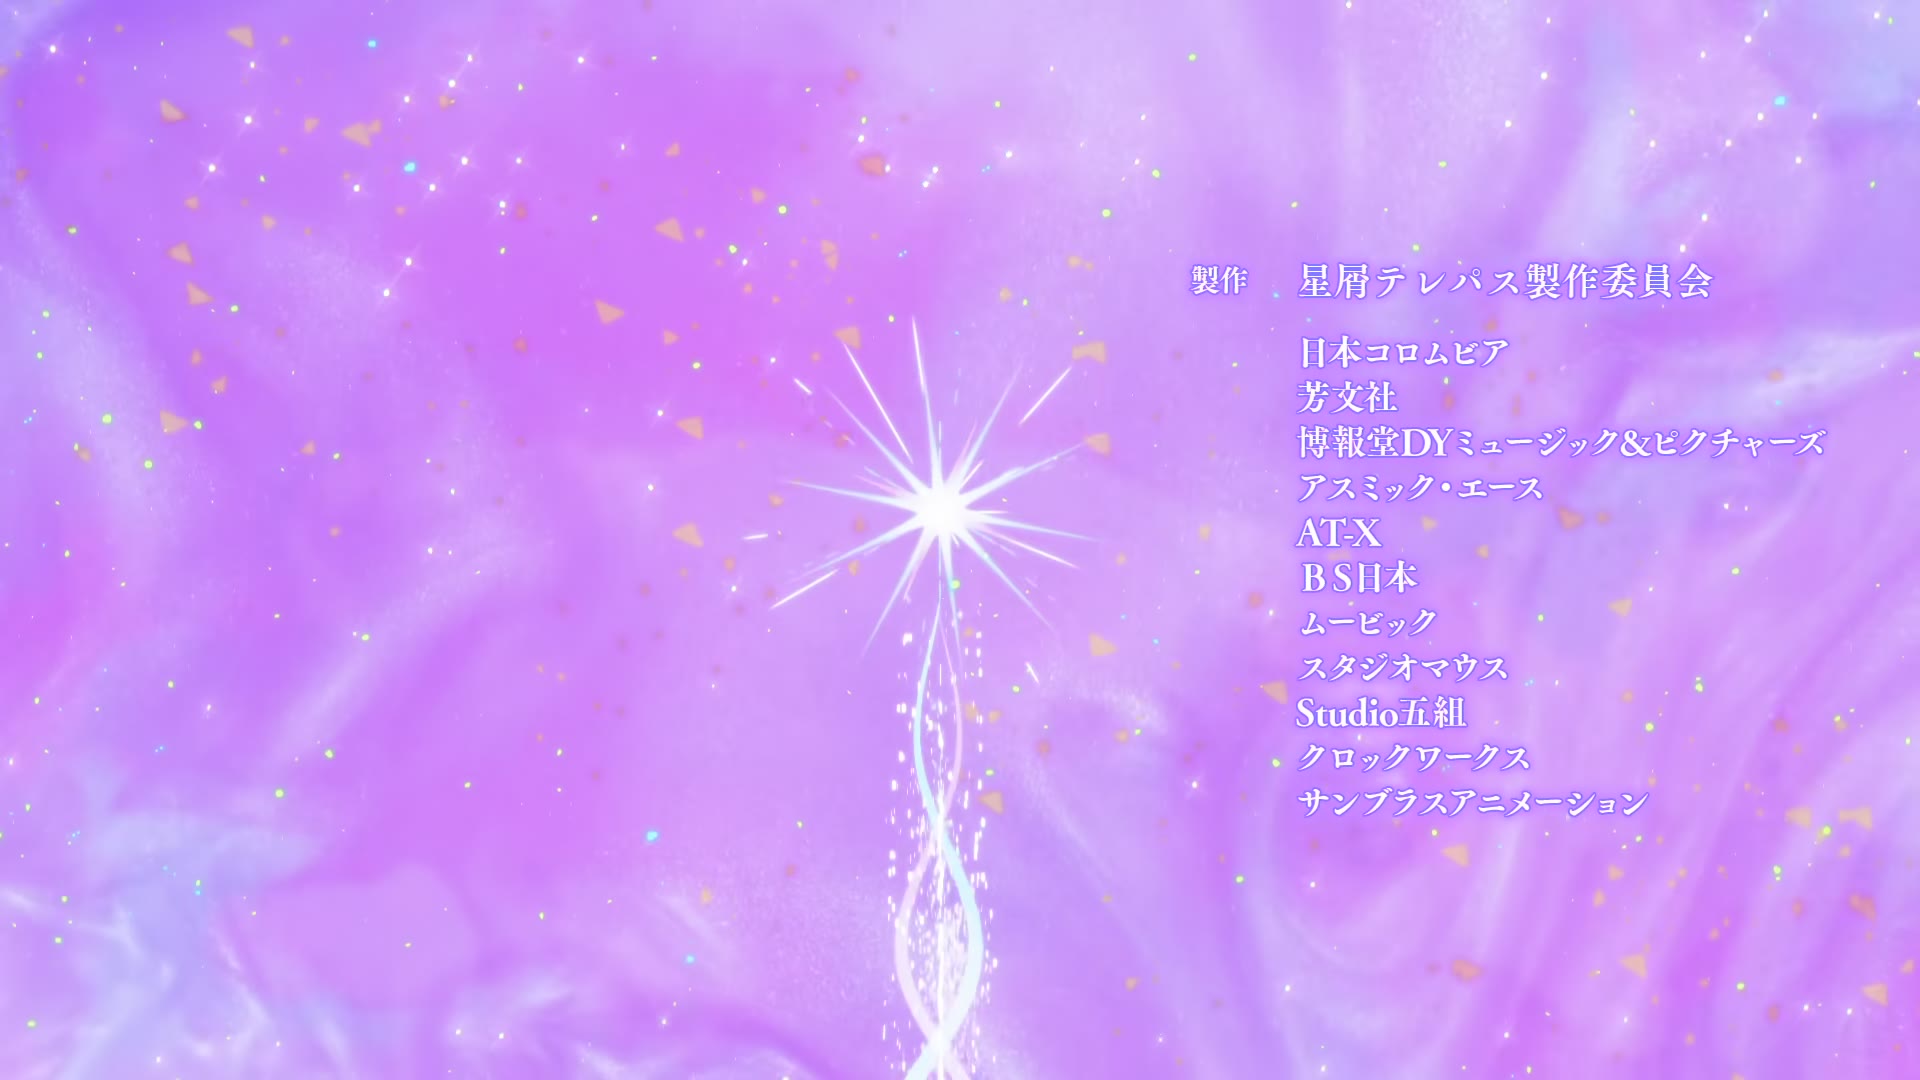 製作 星屑テレパス製作委員会
日本コロムビア
芳文社
博報堂DYミュージック&ピクチャーズ
アスミック・エース
AT-X
BS日本
ムービック
スタジオマウス
Studio五組
クロックワークス
サンブラスアニメーション